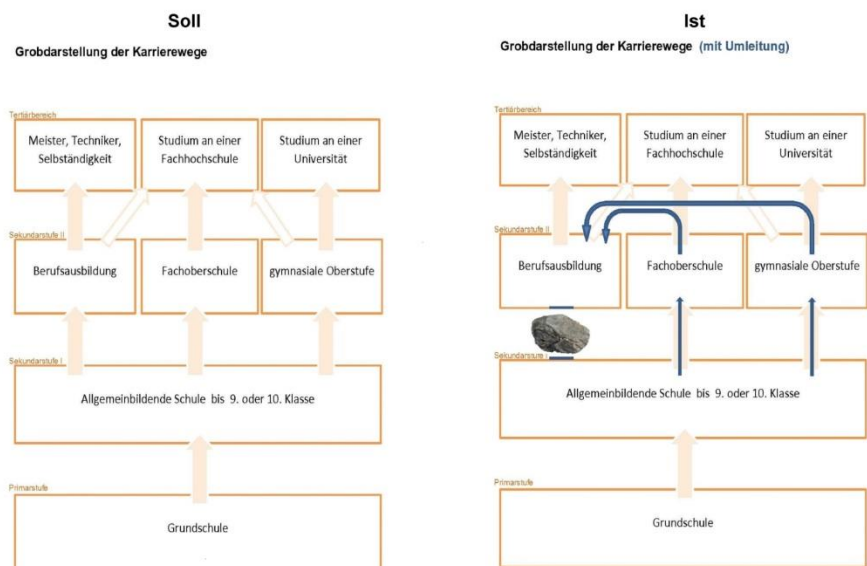 Soll
Grobdarstellung der Karrierewege
Tertiärbereich
Meister, Techniker,
Selbständigkeit
Studium an einer
Fachhochschule
Studium an einer
Universität
Sekundarstufe II
Berufsausbildung
Fachoberschule
gymnasiale Oberstufe
Sekundarstufe I
Allgemeinbildende Schule bis 9. oder 10. Klasse
Primarstufe
Grundschule
Ist
Grobdarstellung der Karrierewege (mit Umleitung)
Tertiärbereich
Meister, Techniker,
Selbständigkeit
Studium an einer
Fachhochschule
Studium an einer
Universität
Sekundarstufe II
Berufsausbildung
Fachoberschule
gymnasiale Oberstufe
Sekundarstufe I
Allgemeinbildende Schule bis 9. oder 10. Klasse
Primarstufe
Grundschule